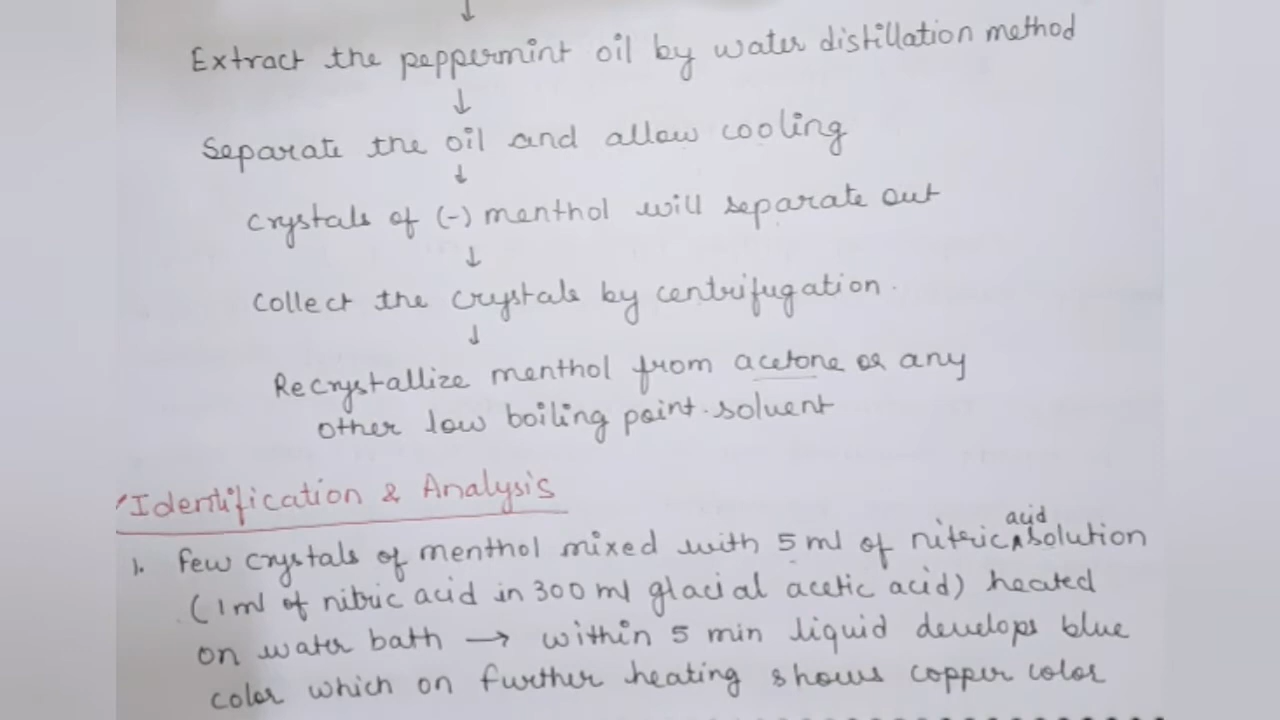 ↓
Extract the peppermint oil by water distillation method
↓
Separate the oil and allow cooling
↓
Crystals of (-) menthol will separate out
↓
Collect the crystals by centrifugation.
↓
Recrystallize menthol from acetone or any
other low boiling point solvent
Identification & Analysis
1. Few crystals of menthol mixed with 5 ml of nitric acid solution
(1 ml of nitric acid in 300 ml glacial acetic acid) heated
on water bath → within 5 min liquid develops blue
color which on further heating shows copper color